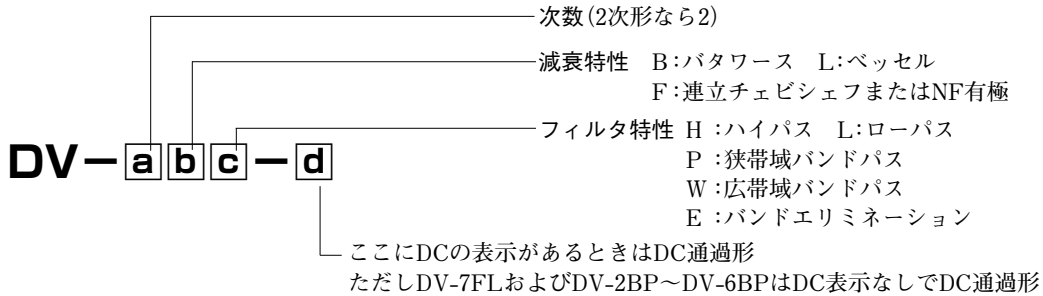 次数(2次形なら2)
減衰特性 B:バタワース L:ベッセル
F:連立チェビシェフまたはNF有極
フィルタ特性 H:ハイパス L:ローパス
P:狭帯域バンドパス
W:広帯域バンドパス
E:バンドエリミネーション
DV－a b c－d
ここにDCの表示があるときはDC通過形
ただしDV-7FLおよびDV-2BP～DV-6BPはDC表示なしでDC通過形